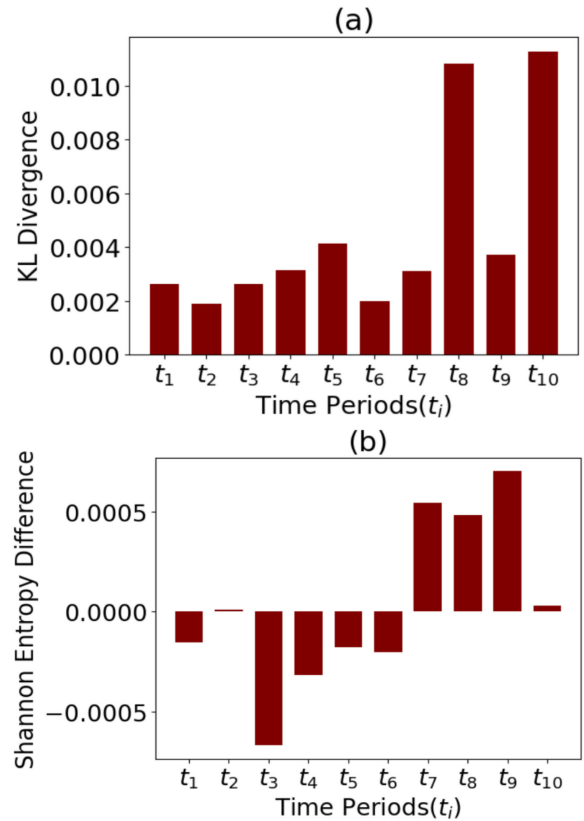 (a)
KL Divergence
0.010
0.008
0.006
0.004
0.002
0.000
t1 t2 t3 t4 t5 t6 t7 t8 t9 t10
Time Periods(ti)
(b)
Shannon Entropy Difference
0.0005
0.0000
−0.0005
t1 t2 t3 t4 t5 t6 t7 t8 t9 t10
Time Periods(ti)